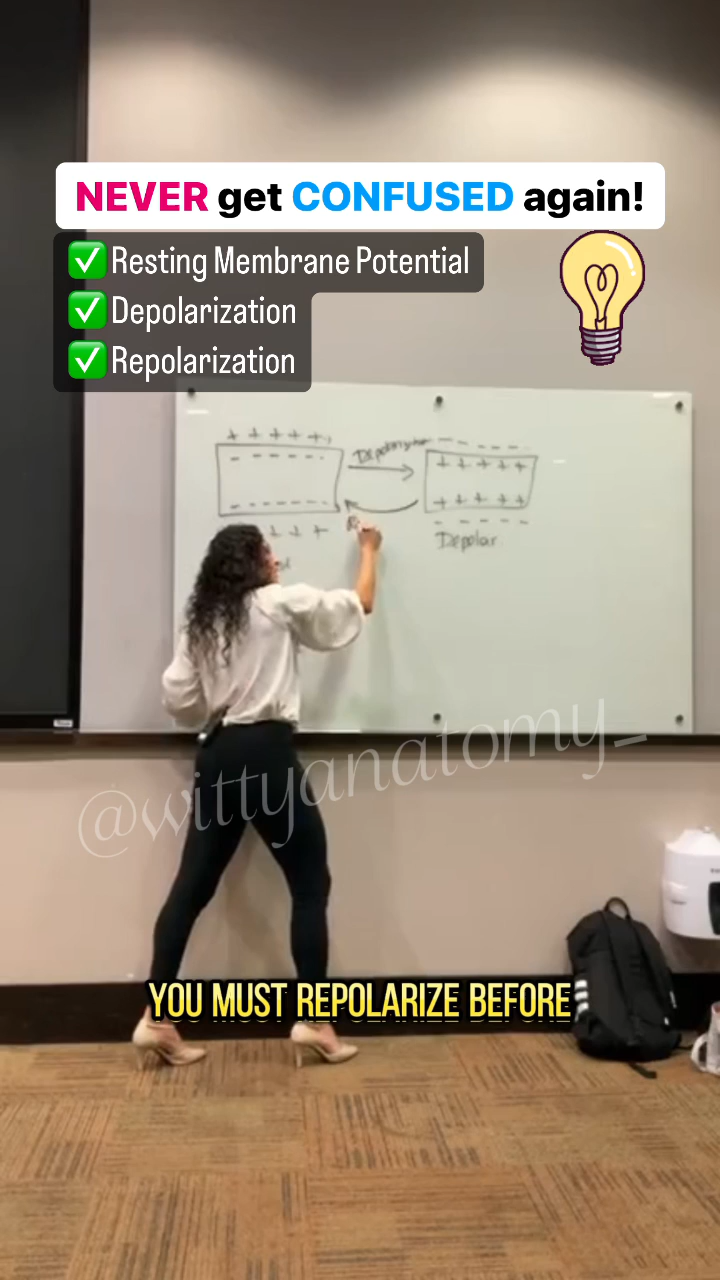 NEVER get CONFUSED again!
✅ Resting Membrane Potential
✅ Depolarization
✅ Repolarization
+ + + + +
- - - - -
- - - - -
+ + +
- - - - -
+ + + + +
+ + + + +
- - - - -
Depolar
@wittyanatomy_
YOU MUST REPOLARIZE BEFORE